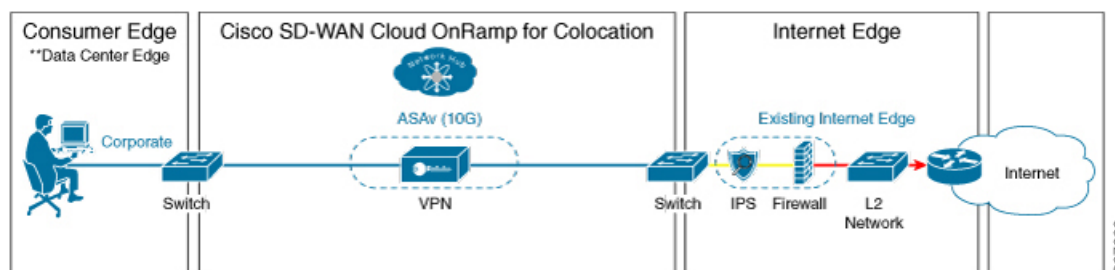 Consumer Edge
**Data Center Edge
Cisco SD-WAN Cloud OnRamp for Colocation
Internet Edge
Network Hub
ASAv (10G)
Existing Internet Edge
Corporate
Internet
Switch
VPN
Switch
IPS
Firewall
L2
Network